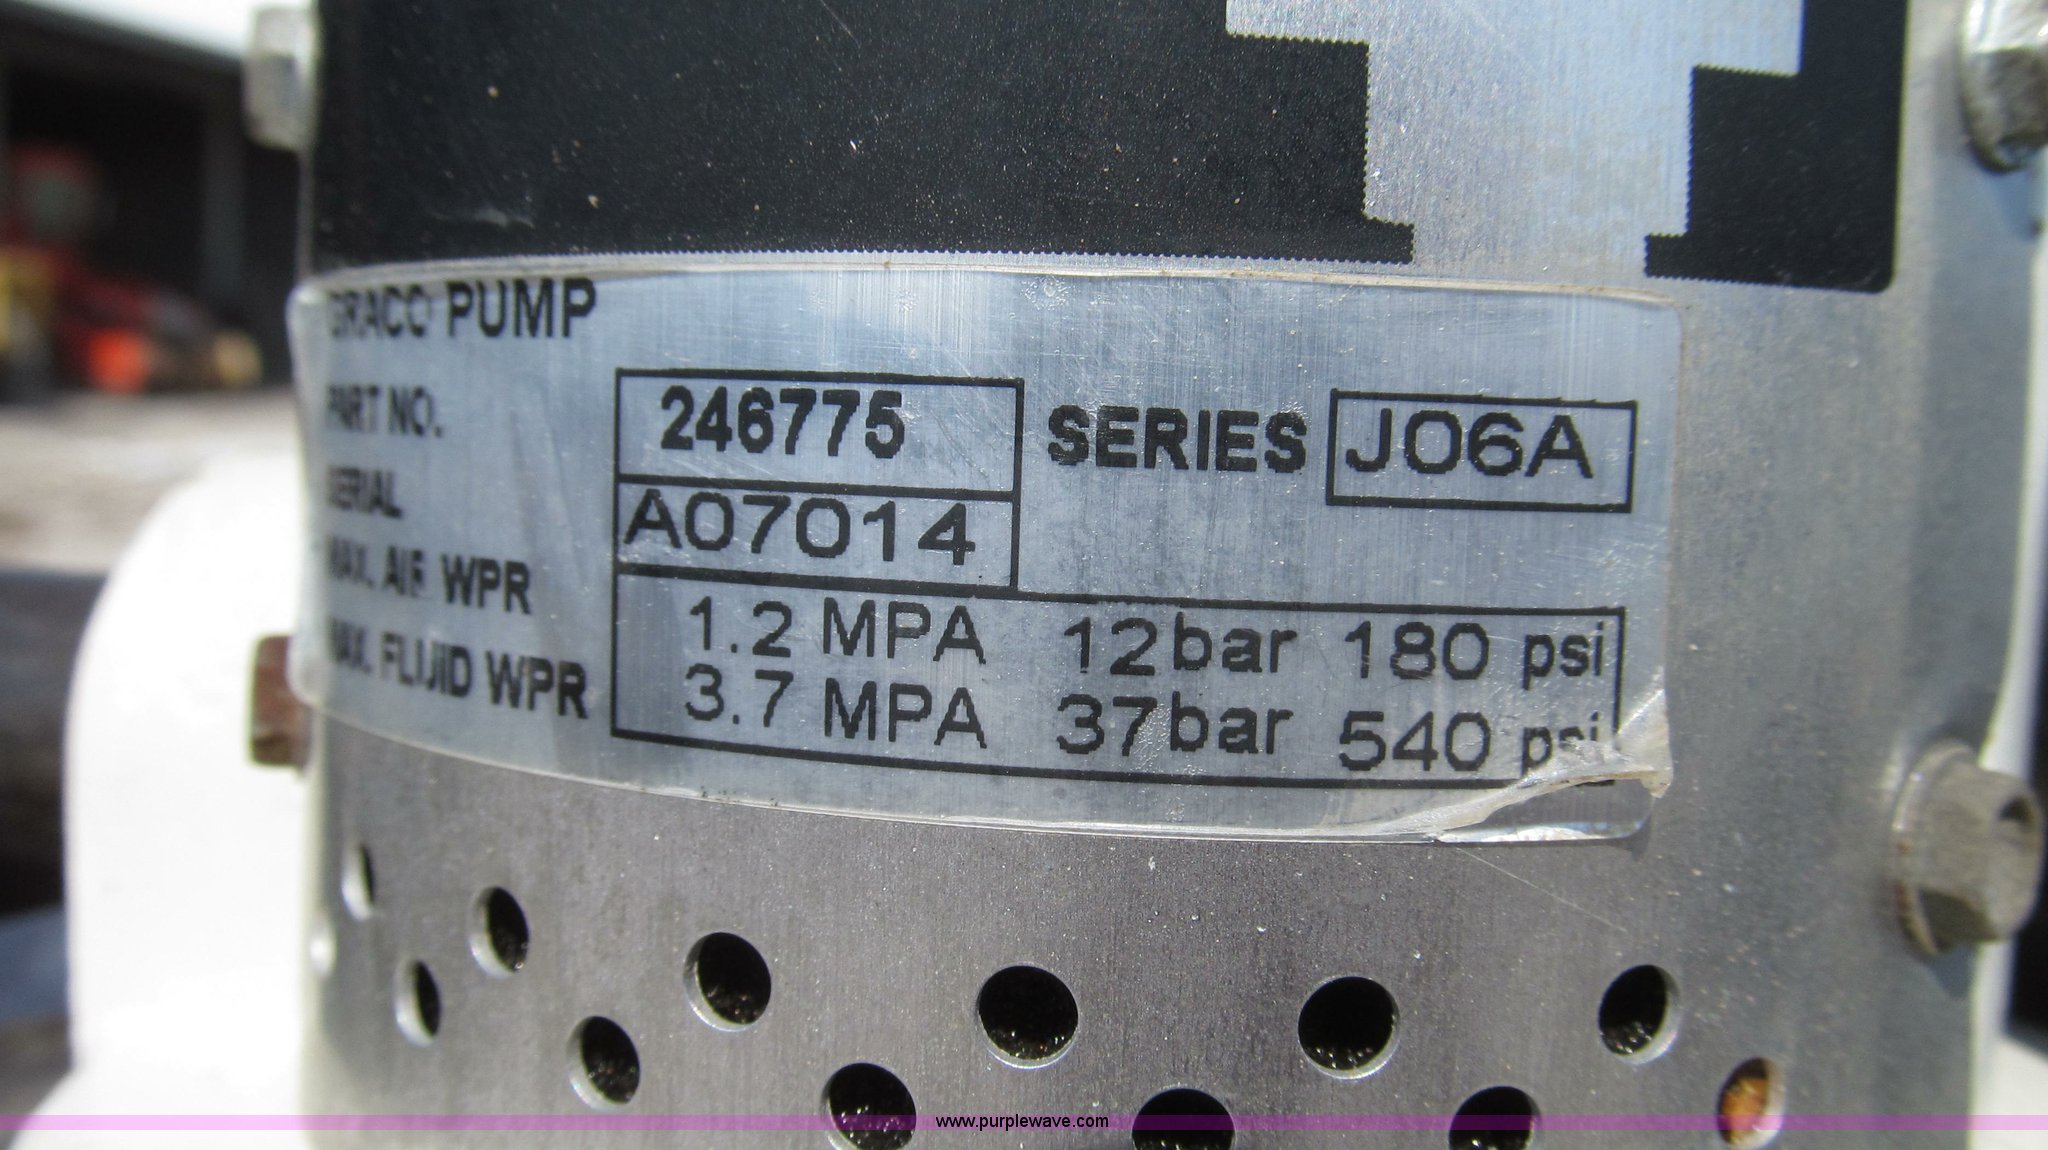 GRACO PUMP
PART NO. 246775 SERIES J06A
SERIAL A07014
MAX. AIR WPR 1.2 MPA 12bar 180 psi
MAX. FLUID WPR 3.7 MPA 37bar 540 psi
www.purplewave.com